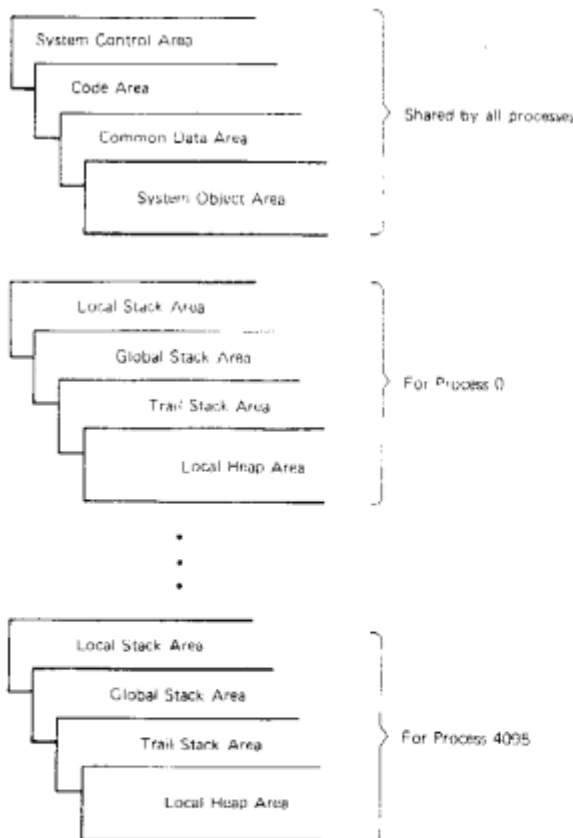 System Control Area
Code Area
Common Data Area
System Object Area
Shared by all processes
Local Stack Area
Global Stack Area
Trail Stack Area
Local Heap Area
For Process 0
Local Stack Area
Global Stack Area
Trail Stack Area
Local Heap Area
For Process 4095